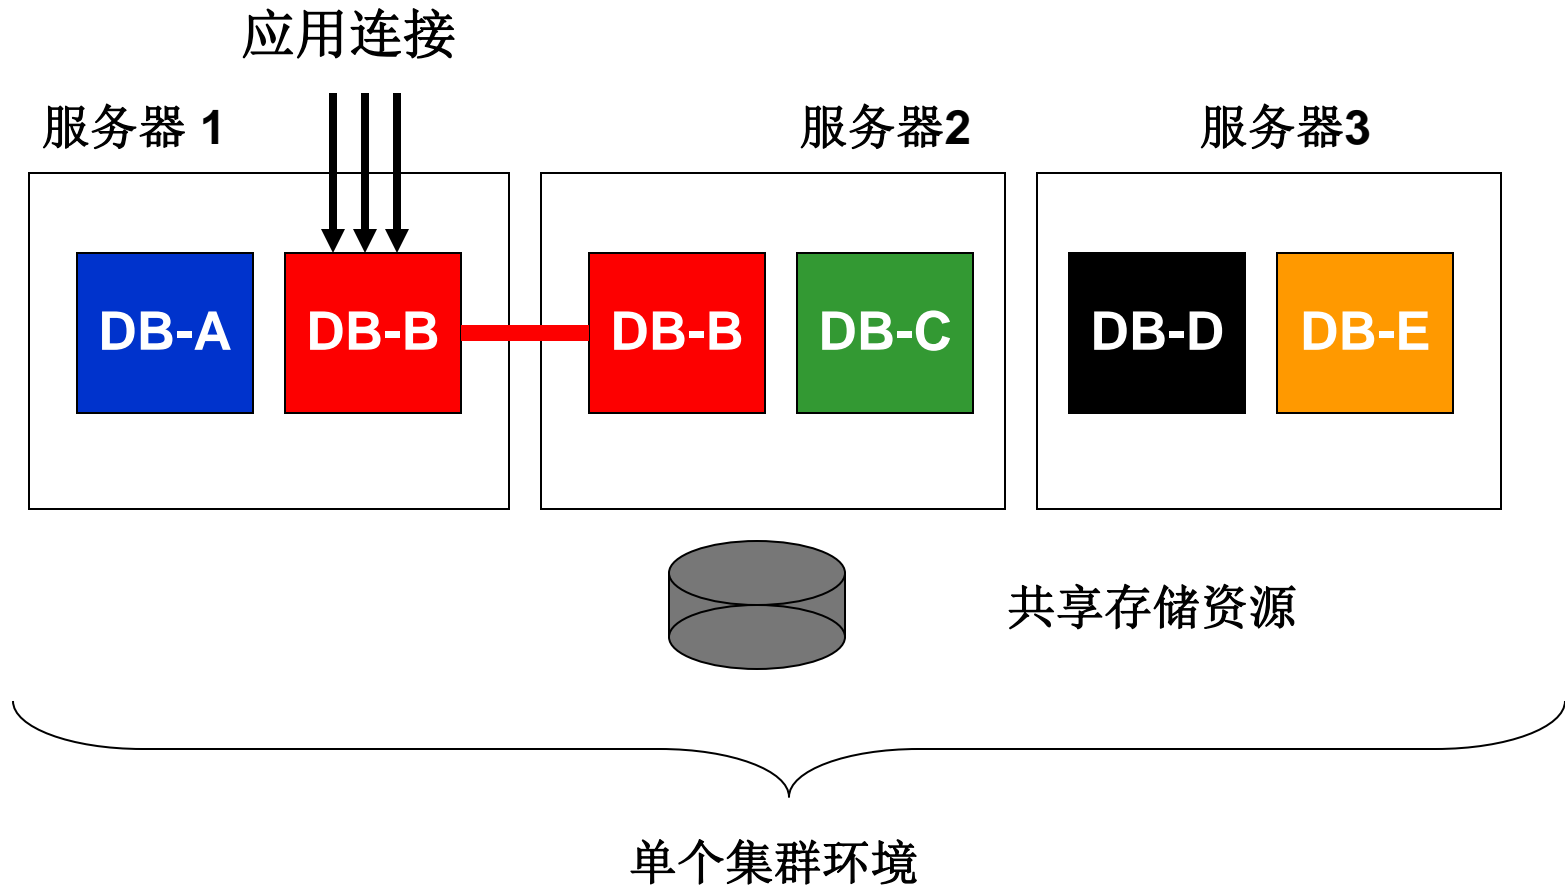 应用连接
服务器 1
服务器2
服务器3
DB-A
DB-B
DB-B
DB-C
DB-D
DB-E
共享存储资源
单个集群环境